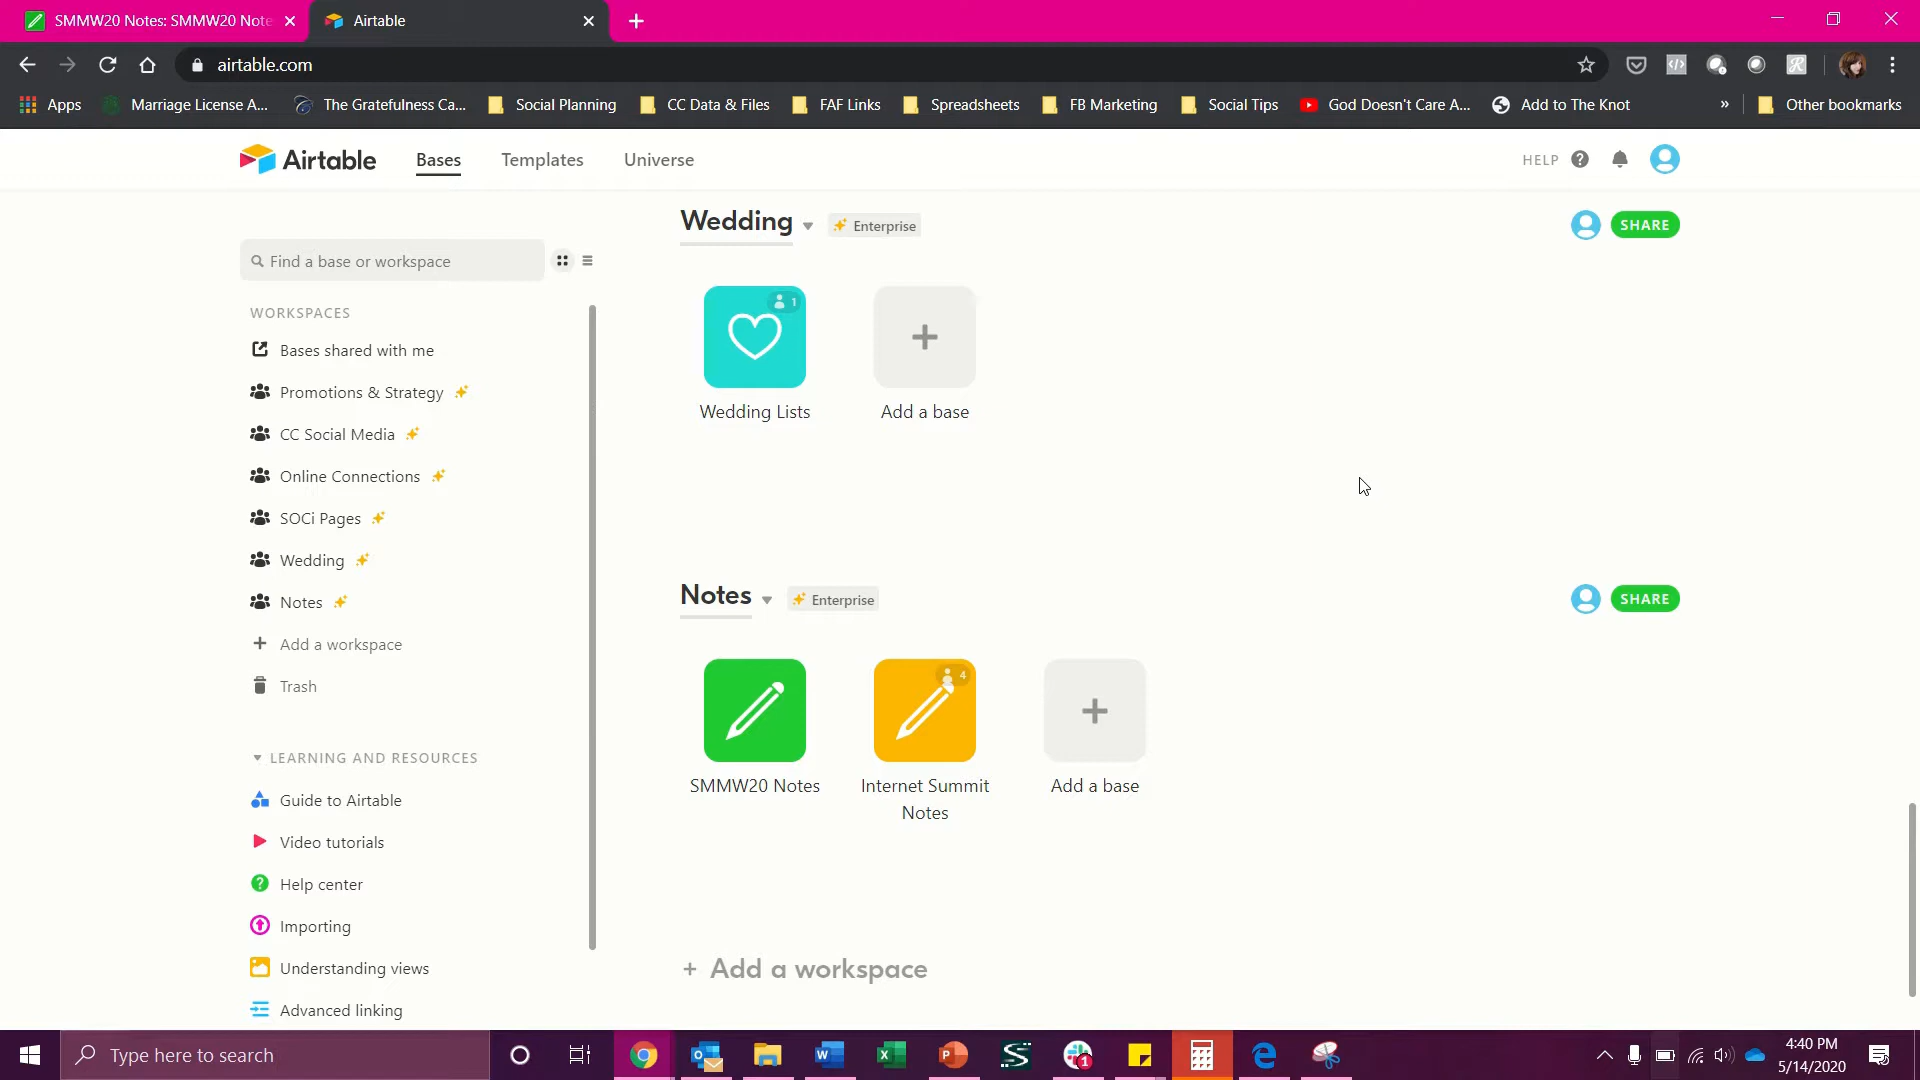 SMMW20 Notes: SMMW20 Note
Airtable
airtable.com
Apps
Marriage License A...
The Gratefulness Ca...
Social Planning
CC Data & Files
FAF Links
Spreadsheets
FB Marketing
Social Tips
God Doesn't Care A...
Add to The Knot
»
Other bookmarks
Airtable
Bases
Templates
Universe
HELP
Find a base or workspace
WORKSPACES
Bases shared with me
Promotions & Strategy
CC Social Media
Online Connections
SOCi Pages
Wedding
Notes
Add a workspace
Trash
LEARNING AND RESOURCES
Guide to Airtable
Video tutorials
Help center
Importing
Understanding views
Advanced linking
Wedding
Enterprise
SHARE
1
Wedding Lists
Add a base
Notes
Enterprise
SHARE
4
SMMW20 Notes
Internet Summit
Notes
Add a base
+ Add a workspace
Type here to search
1
4:40 PM
5/14/2020